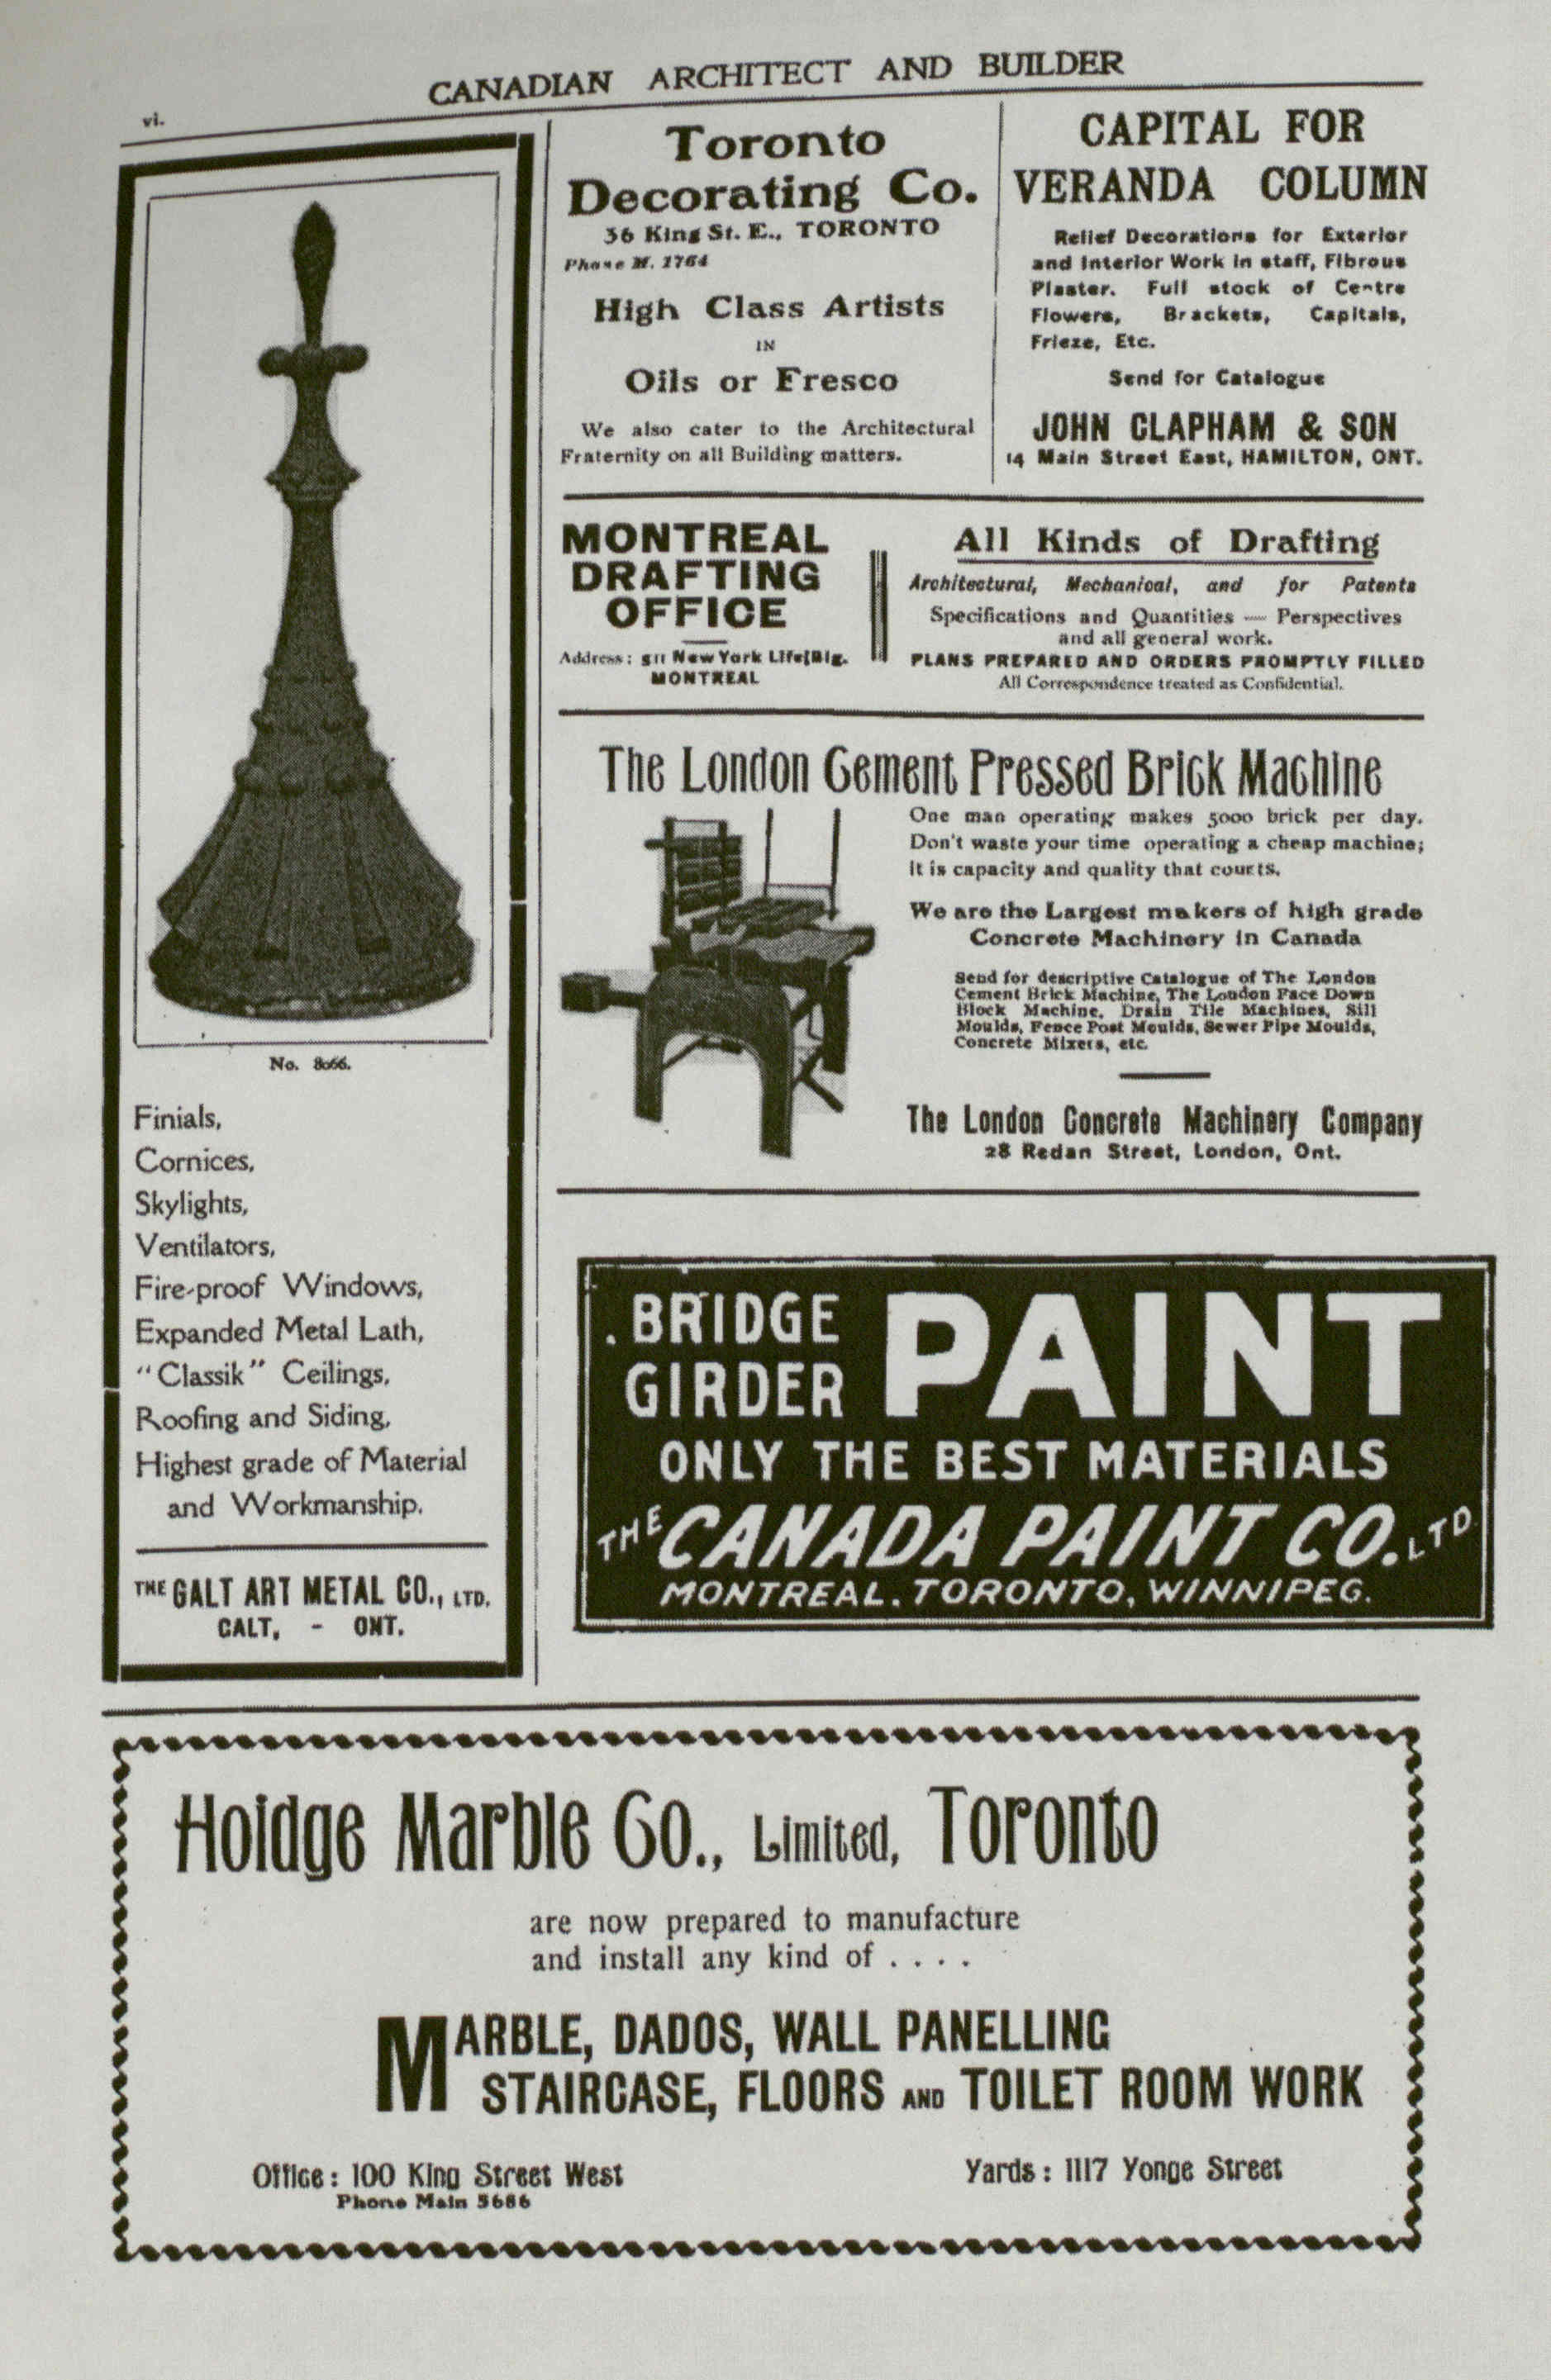 CANADIAN ARCHITECT AND BUILDER
vi.
No. 8066.
Finials,
Cornices,
Skylights,
Ventilators,
Fire-proof Windows,
Expanded Metal Lath,
"Classik" Ceilings,
Roofing and Siding,
Highest grade of Material
and Workmanship.
THE GALT ART METAL CO., LTD.
GALT, - ONT.
Toronto
Decorating Co.
36 King St. E., TORONTO
Phone M. 1764
High Class Artists
IN
Oils or Fresco
We also cater to the Architectural
Fraternity on all Building matters.
CAPITAL FOR
VERANDA COLUMN
Relief Decorations for Exterior
and Interior Work in staff, Fibrous
Plaster. Full stock of Centre
Flowers, Brackets, Capitals,
Frieze, Etc.
Send for Catalogue
JOHN CLAPHAM & SON
14 Main Street East, HAMILTON, ONT.
MONTREAL
DRAFTING
OFFICE
Address: 511 New York Life Blg.
MONTREAL
All Kinds of Drafting
Architectural, Mechanical, and for Patents
Specifications and Quantities — Perspectives
and all general work.
PLANS PREPARED AND ORDERS PROMPTLY FILLED
All Correspondence treated as Confidential.
The London Cement Pressed Brick Machine
One man operating makes 5000 brick per day.
Don't waste your time operating a cheap machine;
it is capacity and quality that counts.
We are the Largest makers of high grade
Concrete Machinery in Canada
Send for descriptive Catalogue of The London
Cement Brick Machine, The London Face Down
Block Machine, Drain Tile Machines, Sill
Moulds, Fence Post Moulds, Sewer Pipe Moulds,
Concrete Mixers, etc.
The London Concrete Machinery Company
28 Redan Street, London, Ont.
BRIDGE
GIRDER PAINT
ONLY THE BEST MATERIALS
THE CANADA PAINT CO. LTD
MONTREAL. TORONTO, WINNIPEG.
Hoidge Marble Co., Limited, Toronto
are now prepared to manufacture
and install any kind of . . . .
MARBLE, DADOS, WALL PANELLING
STAIRCASE, FLOORS AND TOILET ROOM WORK
Office: 100 King Street West
Phone Main 5686
Yards: 1117 Yonge Street